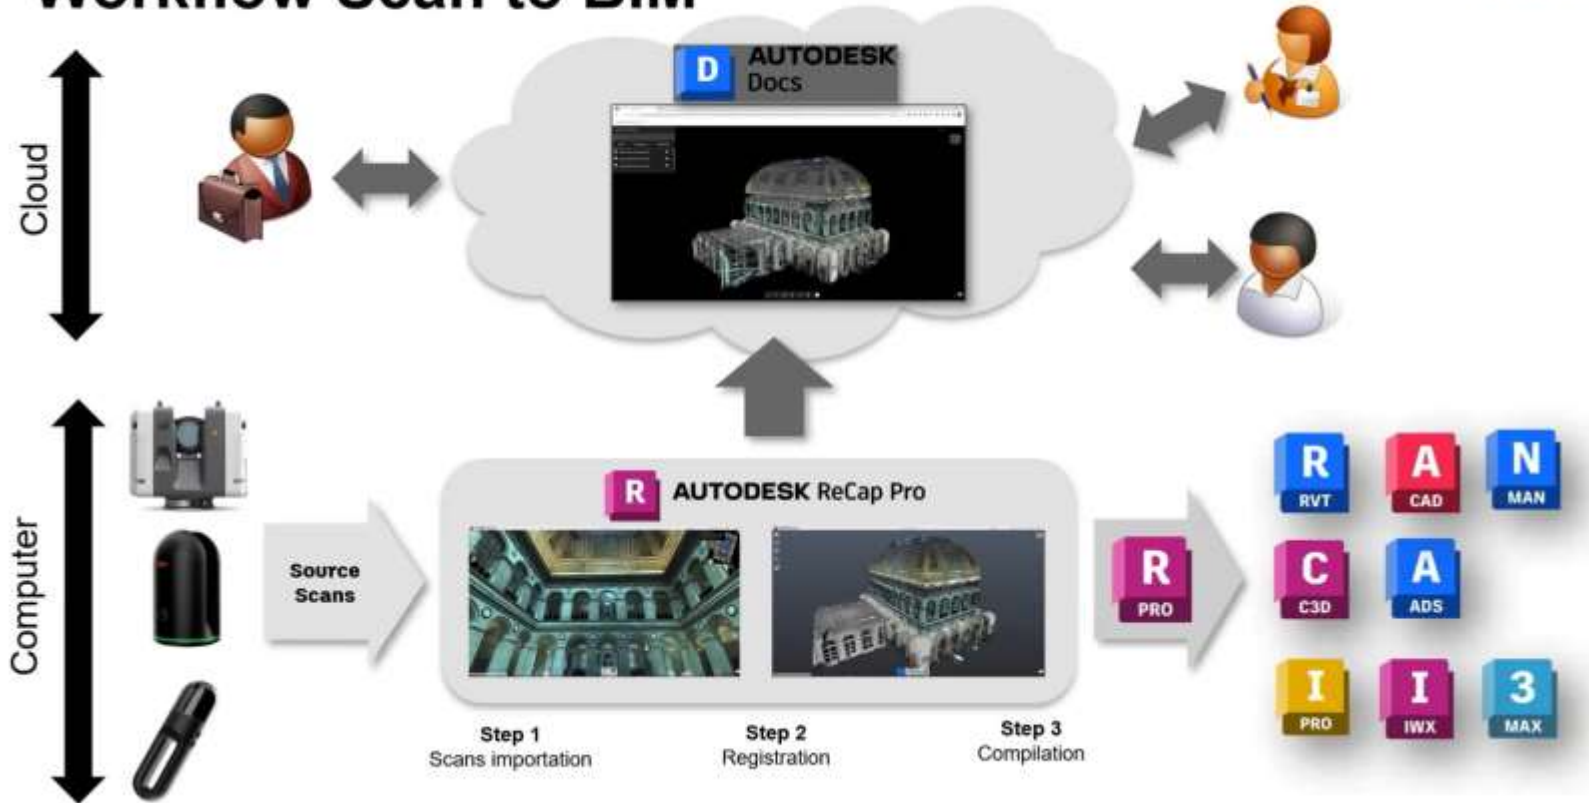 Workflow Scan to BIM
Cloud
D
AUTODESK
Docs
Computer
Source
Scans
R
AUTODESK ReCap Pro
R
PRO
R
RVT
A
CAD
N
MAN
C
C3D
A
ADS
I
PRO
I
IWX
3
MAX
Step 1
Scans importation
Step 2
Registration
Step 3
Compilation